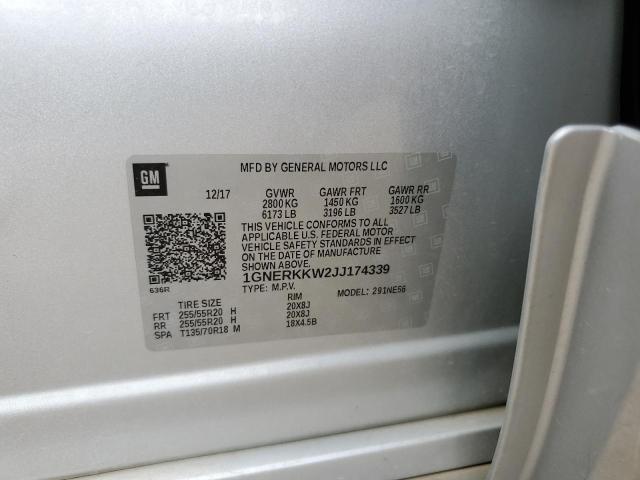 GM
MFD BY GENERAL MOTORS LLC
12/17 GVWR GAWR FRT GAWR RR
2800 KG 1450 KG 1600 KG
6173 LB 3196 LB 3527 LB
THIS VEHICLE CONFORMS TO ALL
APPLICABLE U.S. FEDERAL MOTOR
VEHICLE SAFETY STANDARDS IN EFFECT
ON THE DATE OF MANUFACTURE
SHOWN ABOVE.
636R 1GNERKKW2JJ174339
TYPE: M.P.V. MODEL: 291NE56
TIRE SIZE RIM
FRT 255/55R20 H 20X8J
RR 255/55R20 H 20X8J
SPA T135/70R18 M 18X4.5B